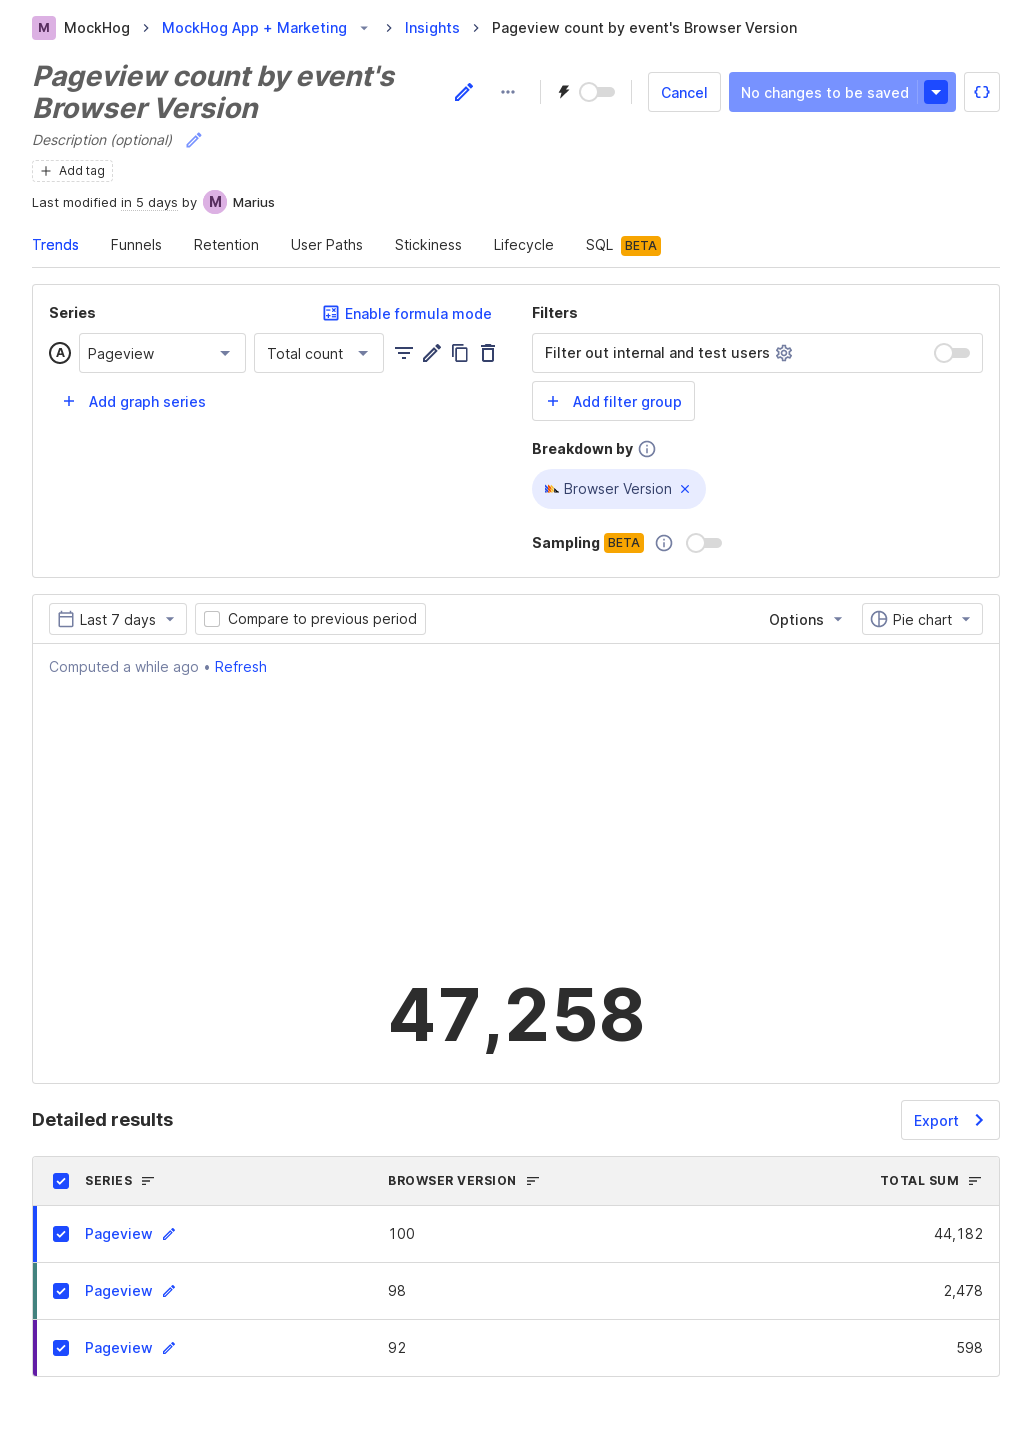 M MockHog MockHog App + Marketing Insights Pageview count by event's Browser Version
Pageview count by event's
Browser Version
Cancel No changes to be saved
Description (optional)
Add tag
Last modified in 5 days by M Marius
Trends Funnels Retention User Paths Stickiness Lifecycle SQL BETA
Series Enable formula mode
A Pageview Total count
Add graph series
Filters
Filter out internal and test users
Add filter group
Breakdown by
Browser Version
Sampling BETA
Last 7 days Compare to previous period Options Pie chart
Computed a while ago • Refresh
47,258
Detailed results Export
SERIES BROWSER VERSION TOTAL SUM
Pageview 100 44,182
Pageview 98 2,478
Pageview 92 598